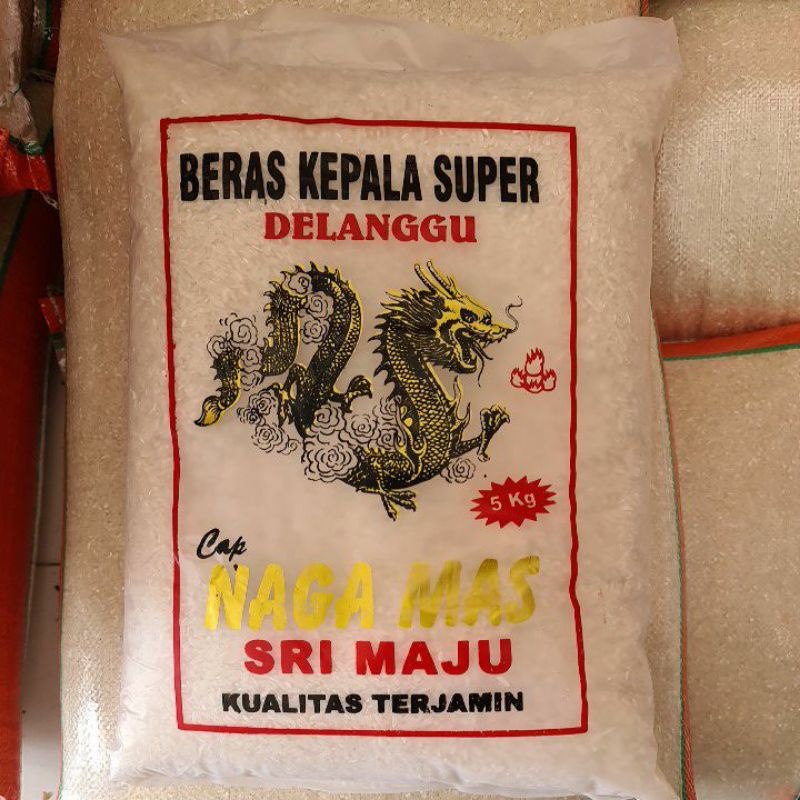 BERAS KEPALA SUPER
DELANGGU
5 Kg
Cap
NAGA MAS
SRI MAJU
KUALITAS TERJAMIN